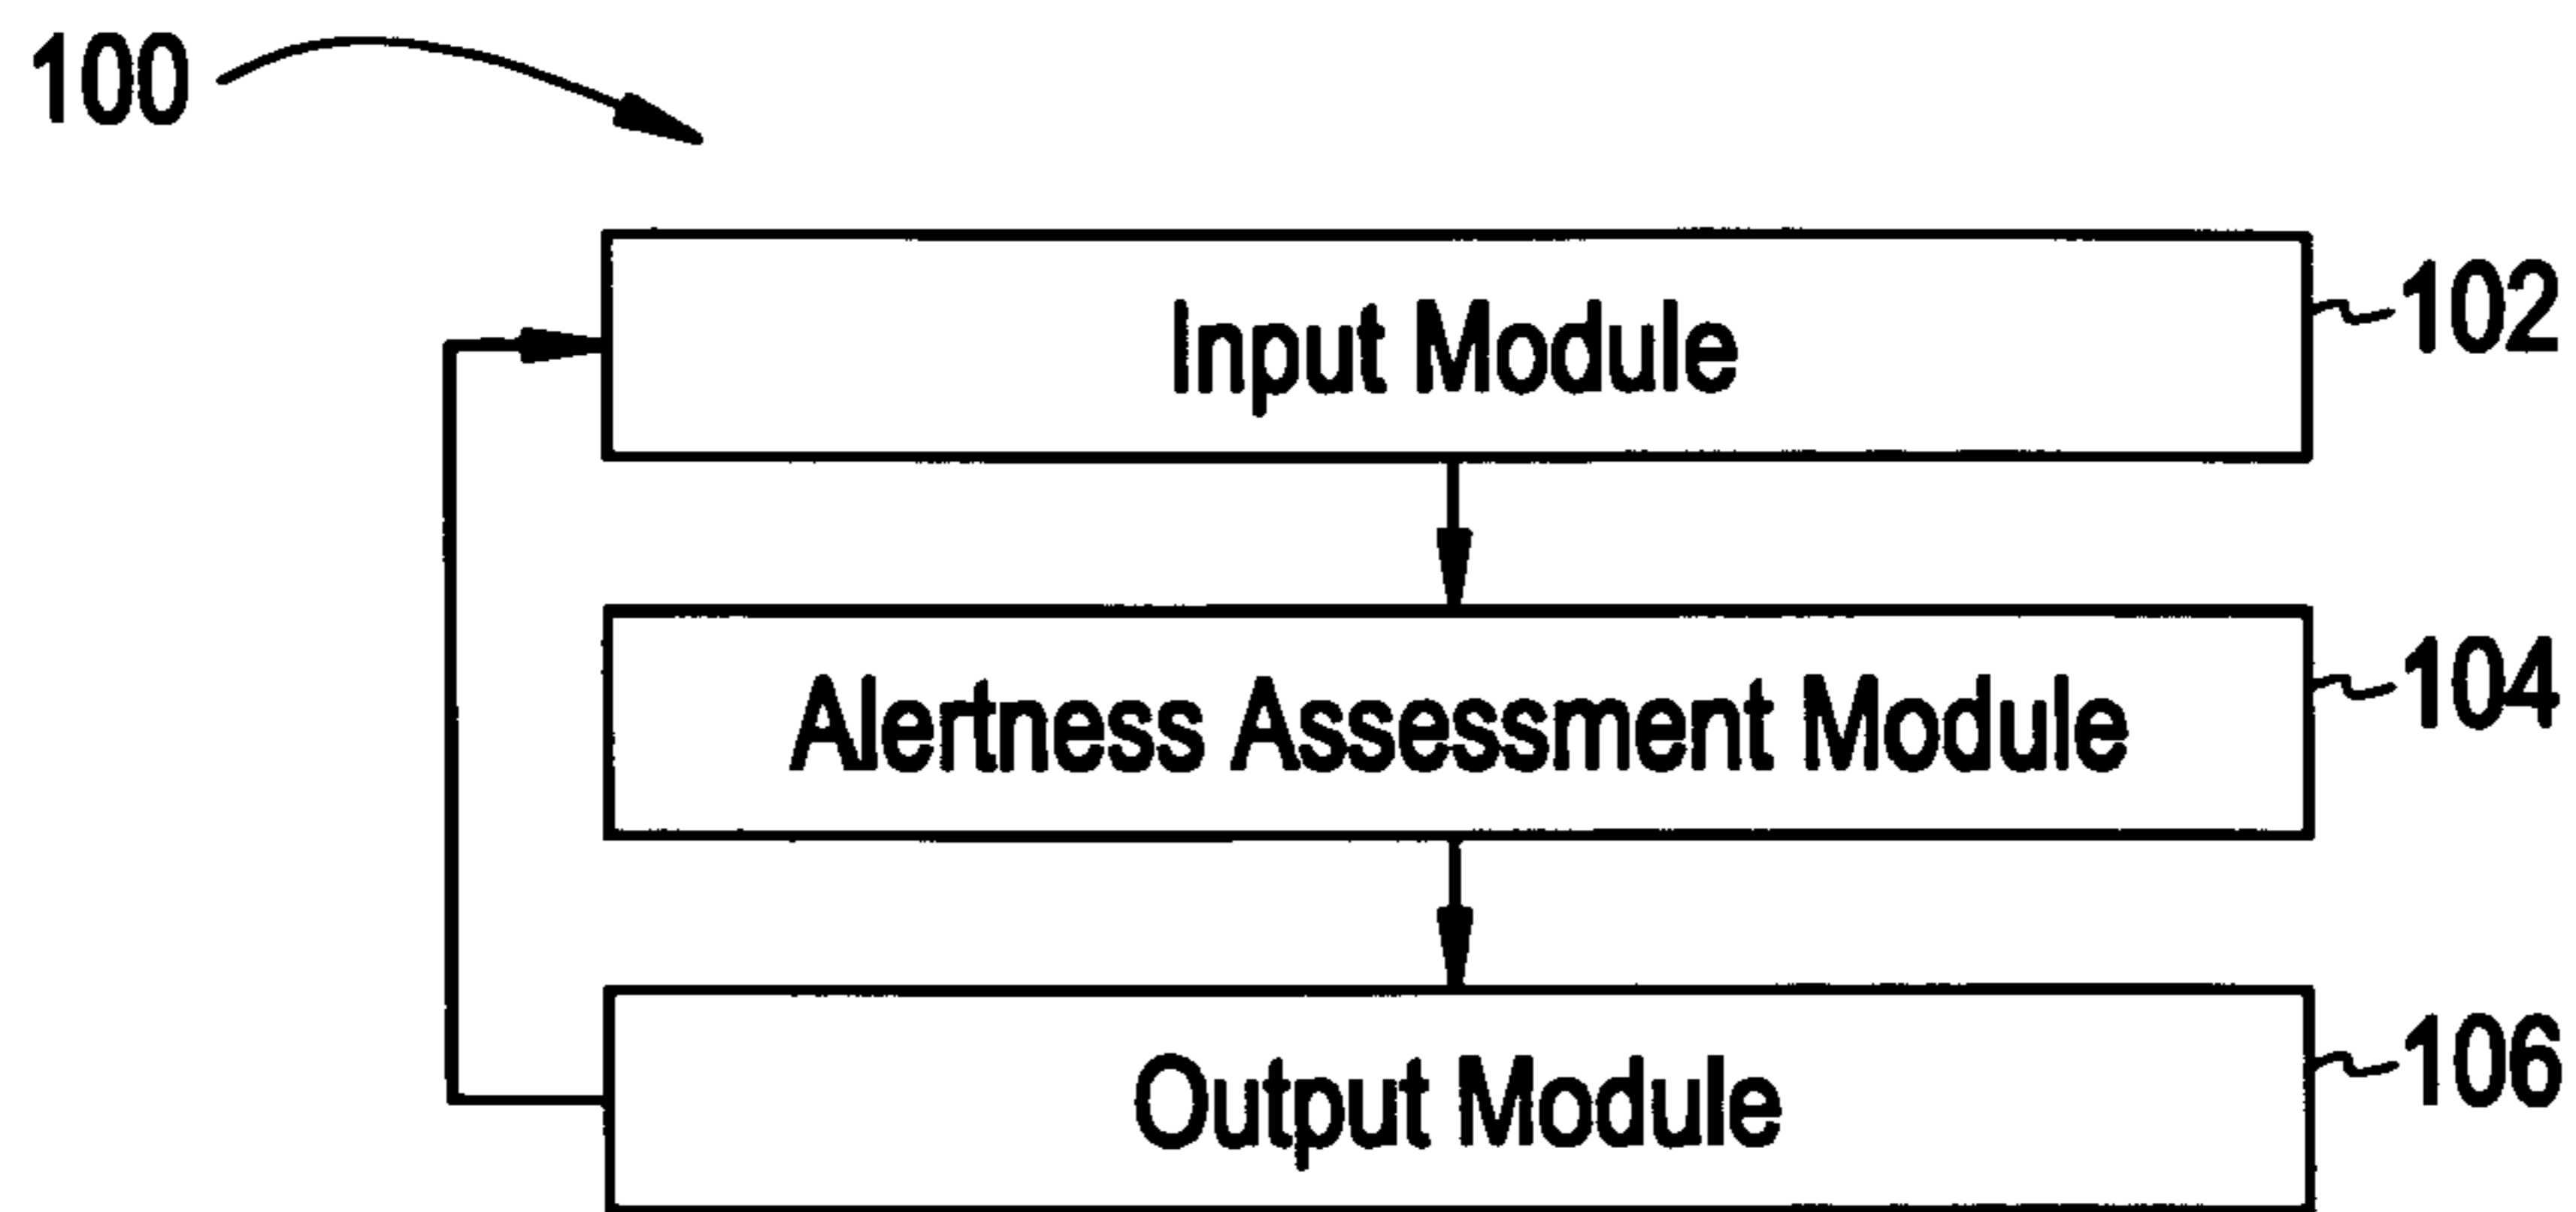 100
Input Module
102
Alertness Assessment Module
104
Output Module
106